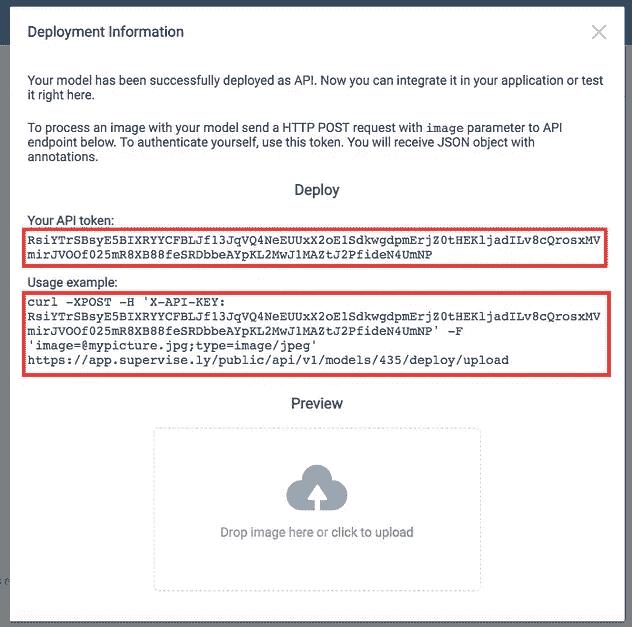 Deployment Information
Your model has been successfully deployed as API. Now you can integrate it in your application or test
it right here.
To process an image with your model send a HTTP POST request with image parameter to API
endpoint below. To authenticate yourself, use this token. You will receive JSON object with
annotations.
Deploy
Your API token:
RsiYTrSBsyE5BIXRYYCFBLJfl3JqVQ4NeEUUxX2oE1SdkwgdpmErjZ0tHEKljadILv8cQrosxMV
mirJVOOf025mR8XB88feSRDbbeAYpKL2MwJlMAZtJ2PfideN4UmNP
Usage example:
curl -XPOST -H 'X-API-KEY:
RsiYTrSBsyE5BIXRYYCFBLJfl3JqVQ4NeEUUxX2oE1SdkwgdpmErjZ0tHEKljadILv8cQrosxMV
mirJVOOf025mR8XB88feSRDbbeAYpKL2MwJlMAZtJ2PfideN4UmNP' -F
'image=@mypicture.jpg;type=image/jpeg'
https://app.supervise.ly/public/api/v1/models/435/deploy/upload
Preview
Drop image here or click to upload